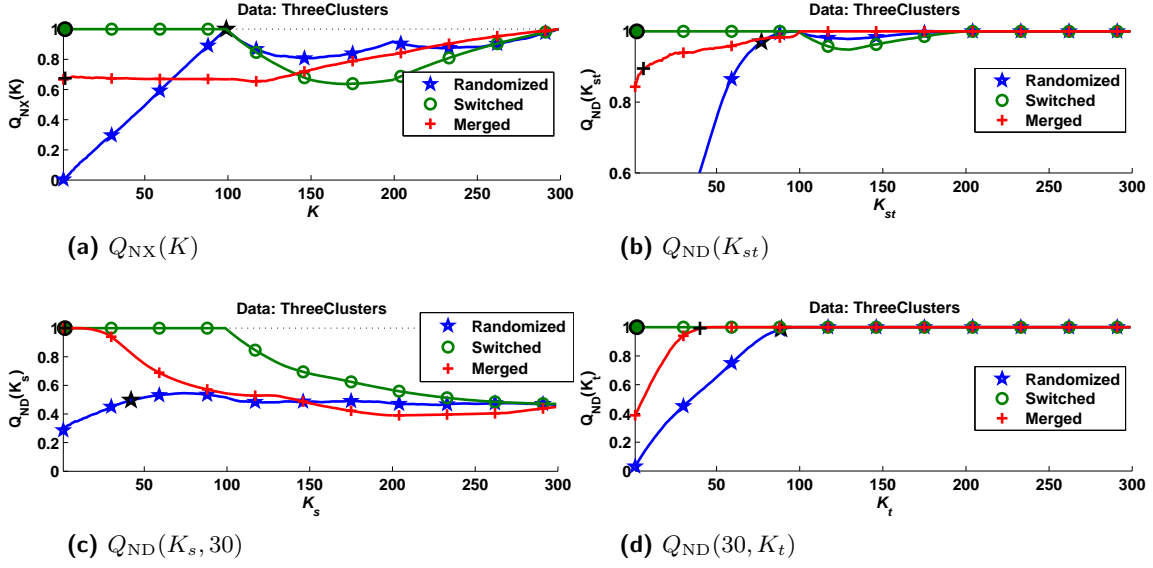 Data: ThreeClusters
Q_NX(K)
1
0.8
0.6
0.4
0.2
0
50
100
150
200
250
300
K
Randomized
Switched
Merged
(a) Q_NX(K)
Data: ThreeClusters
Q_ND(K_st)
1
0.8
0.6
50
100
150
200
250
300
K_st
Randomized
Switched
Merged
(b) Q_ND(K_st)
Data: ThreeClusters
Q_ND(K_s)
1
0.8
0.6
0.4
0.2
0
50
100
150
200
250
300
K_s
Randomized
Switched
Merged
(c) Q_ND(K_s, 30)
Data: ThreeClusters
Q_ND(K_t)
1
0.8
0.6
0.4
0.2
0
50
100
150
200
250
300
K_t
Randomized
Switched
Merged
(d) Q_ND(30, K_t)